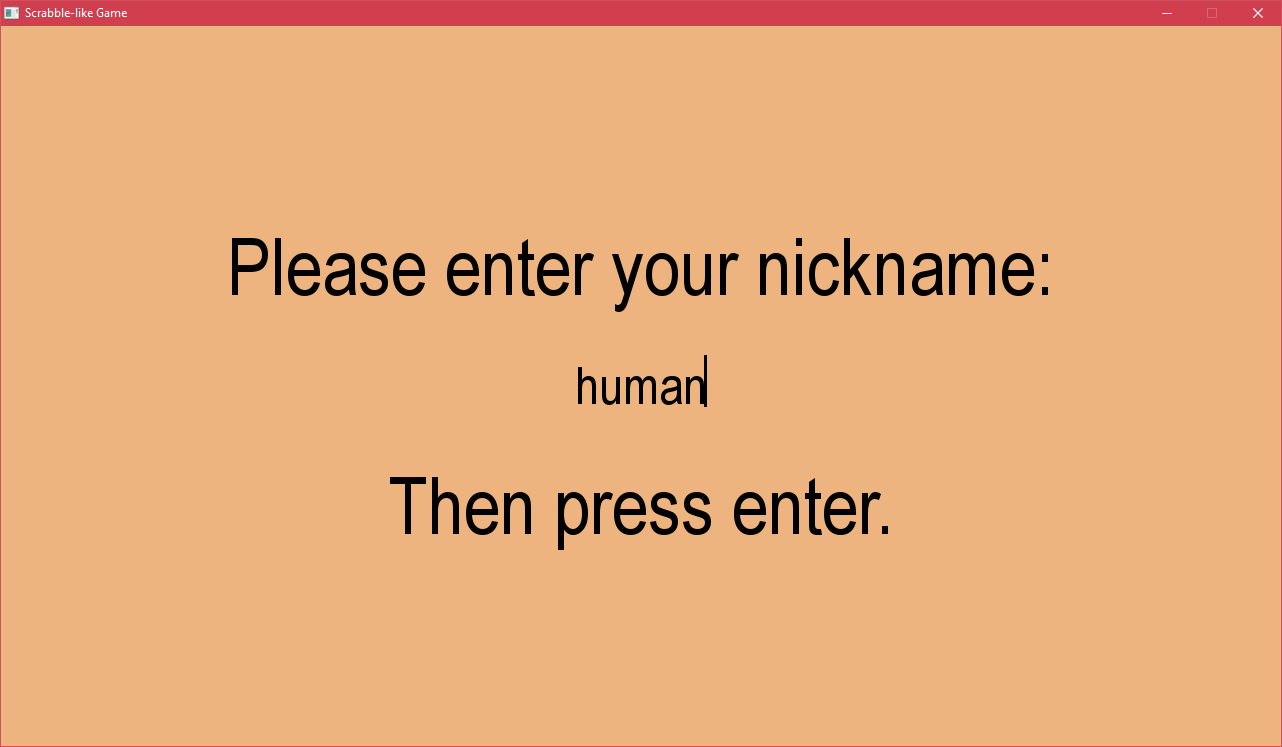 Scrabble-like Game
Please enter your nickname:
human
Then press enter.